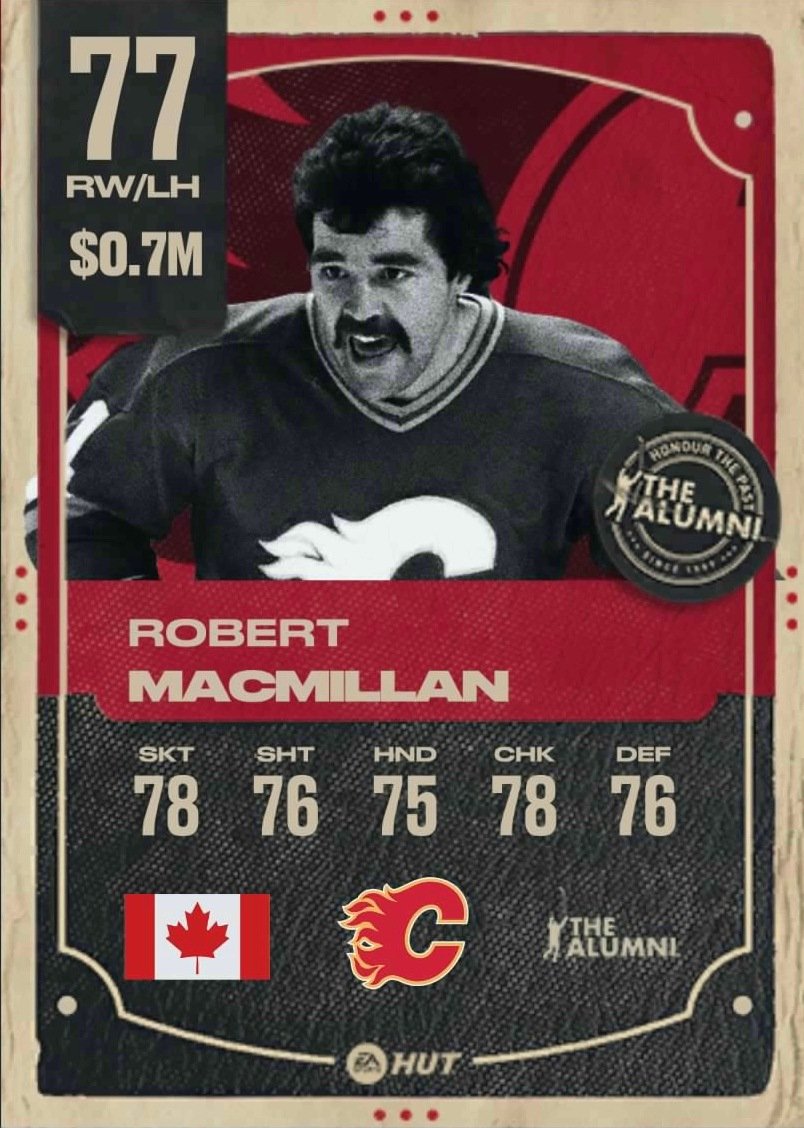 77
RW/LH
$0.7M
HONOUR THE PAST
THE
ALUMNI
ROBERT
MACMILLAN
SKT SHT HND CHK DEF
78 76 75 78 76
THE
ALUMNI
EA HUT